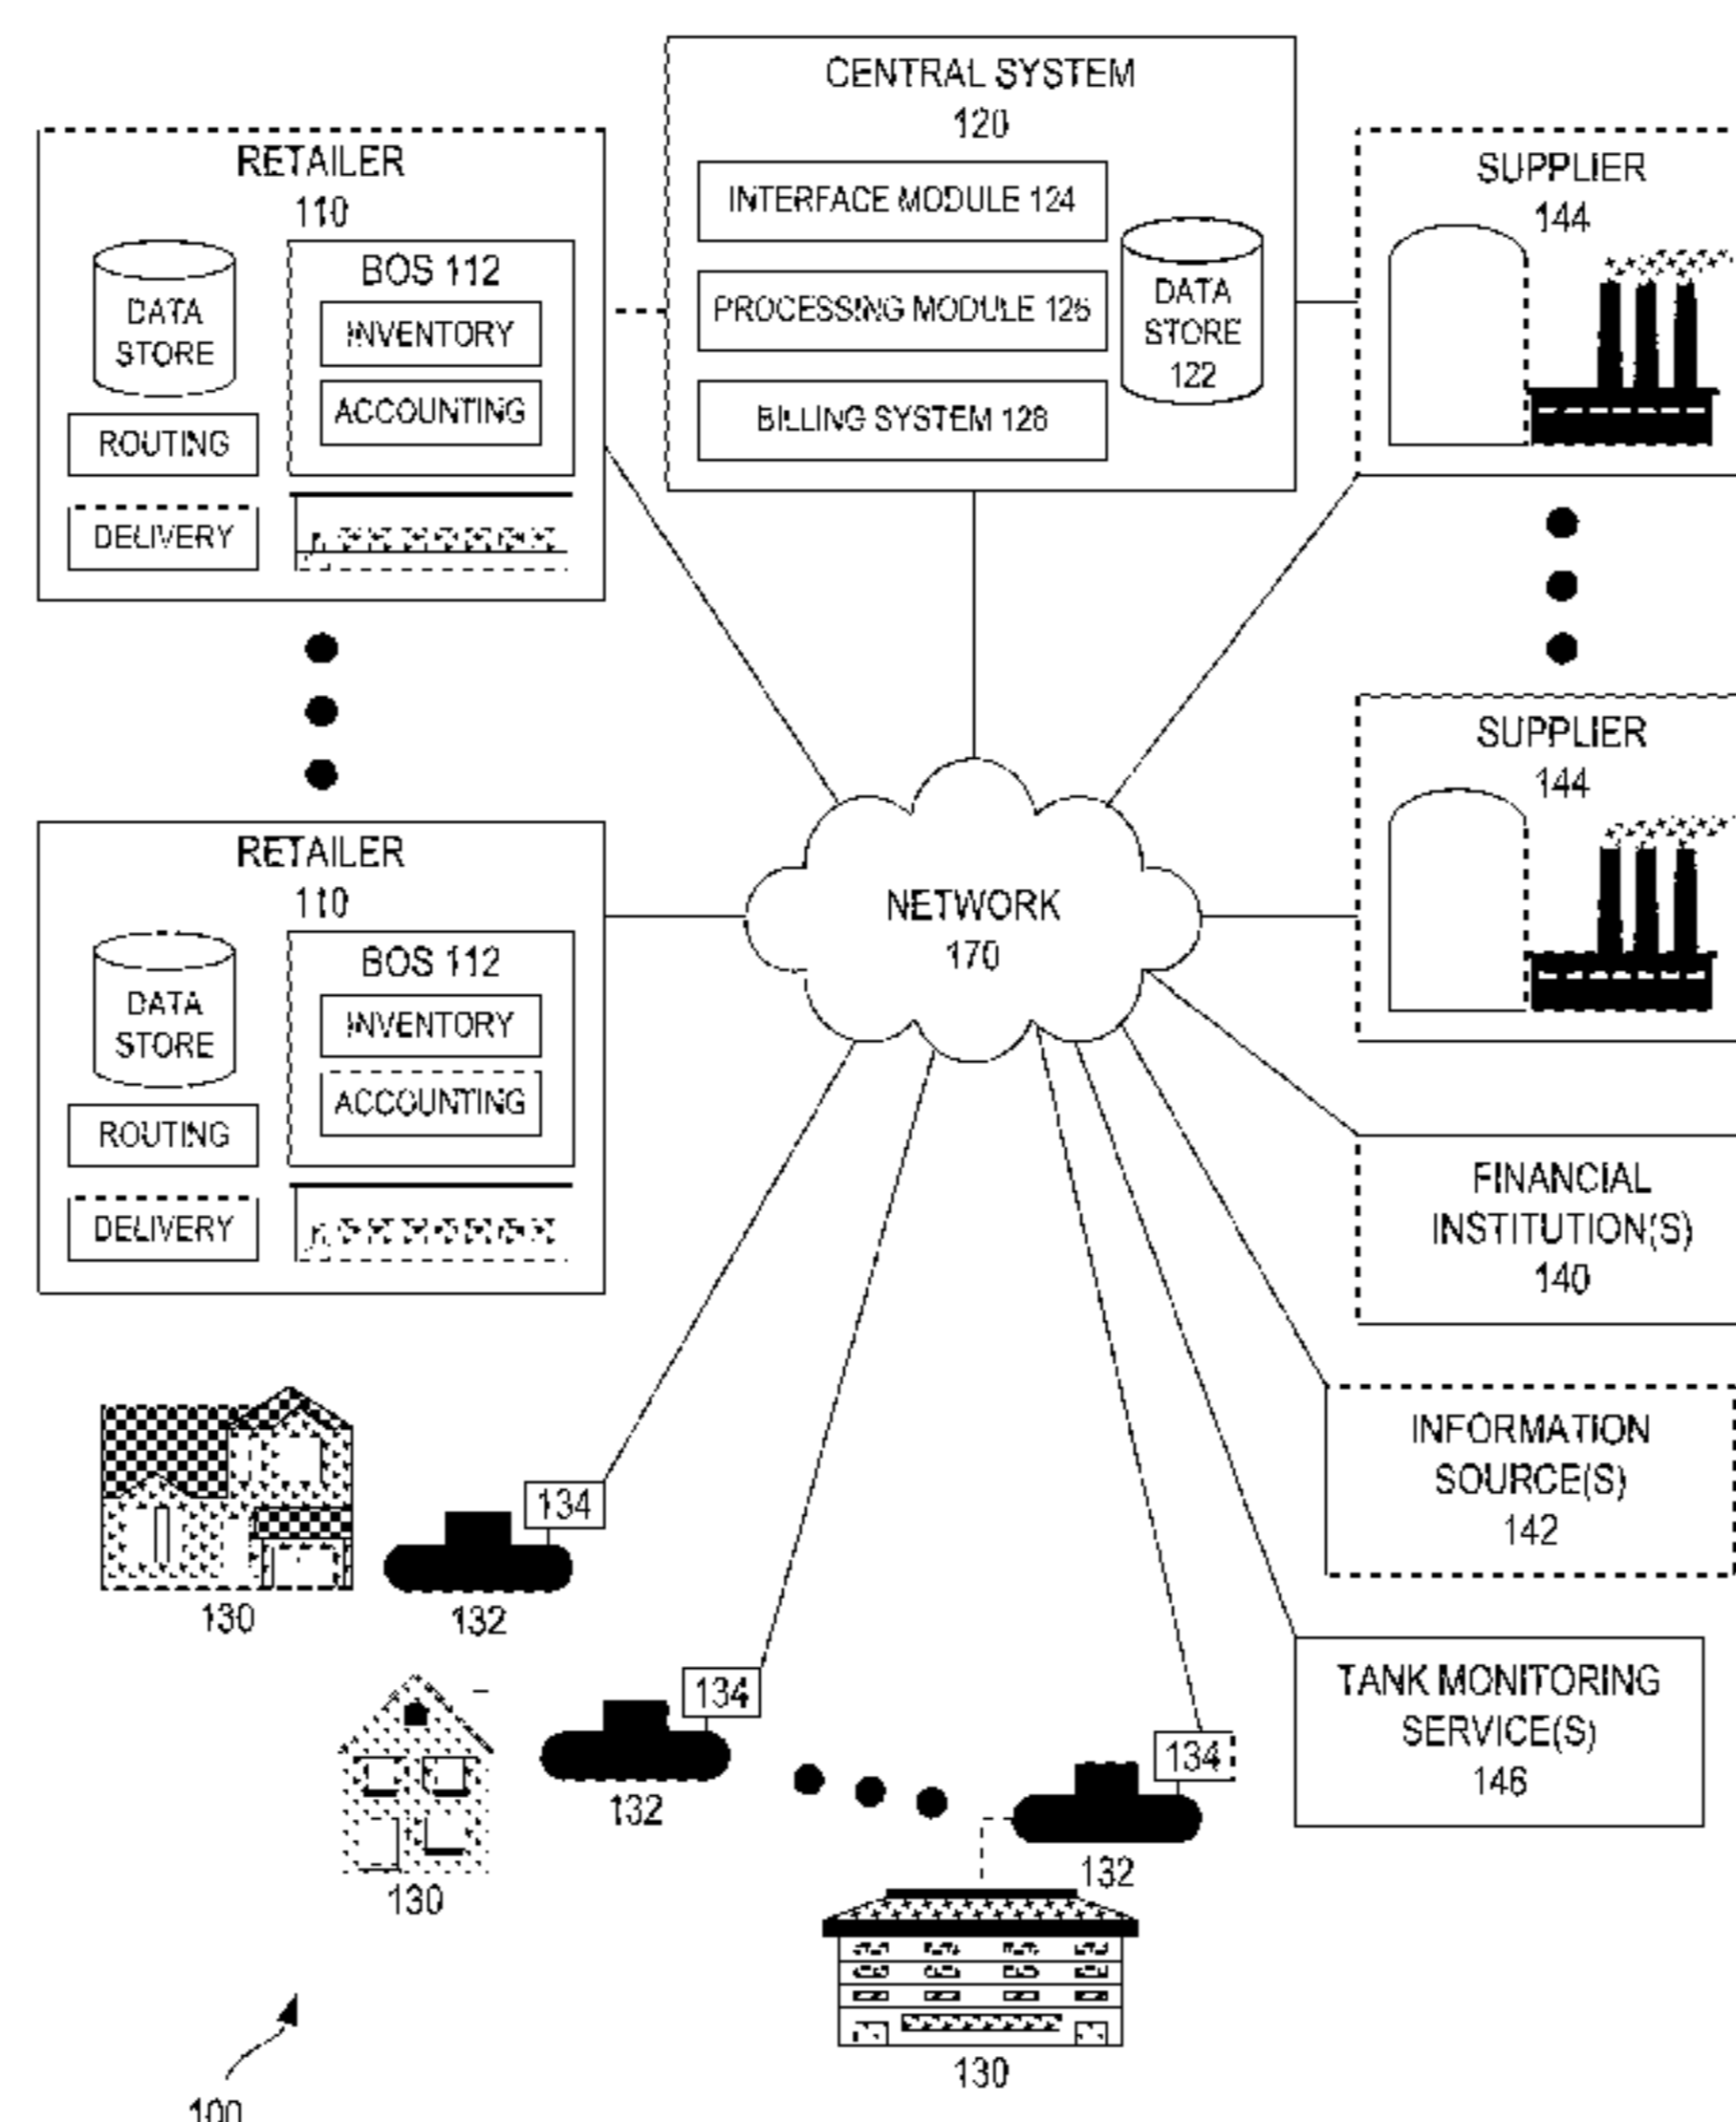 CENTRAL SYSTEM
120
INTERFACE MODULE 124
PROCESSING MODULE 126
BILLING SYSTEM 128
DATA
STORE
122
RETAILER
110
DATA
STORE
BOS 112
INVENTORY
ACCOUNTING
ROUTING
DELIVERY
SUPPLIER
144
RETAILER
110
DATA
STORE
BOS 112
INVENTORY
ACCOUNTING
ROUTING
DELIVERY
NETWORK
170
SUPPLIER
144
FINANCIAL
INSTITUTION(S)
140
INFORMATION
SOURCE(S)
142
TANK MONITORING
SERVICE(S)
146
134
130
132
134
132
130
134
132
130
100